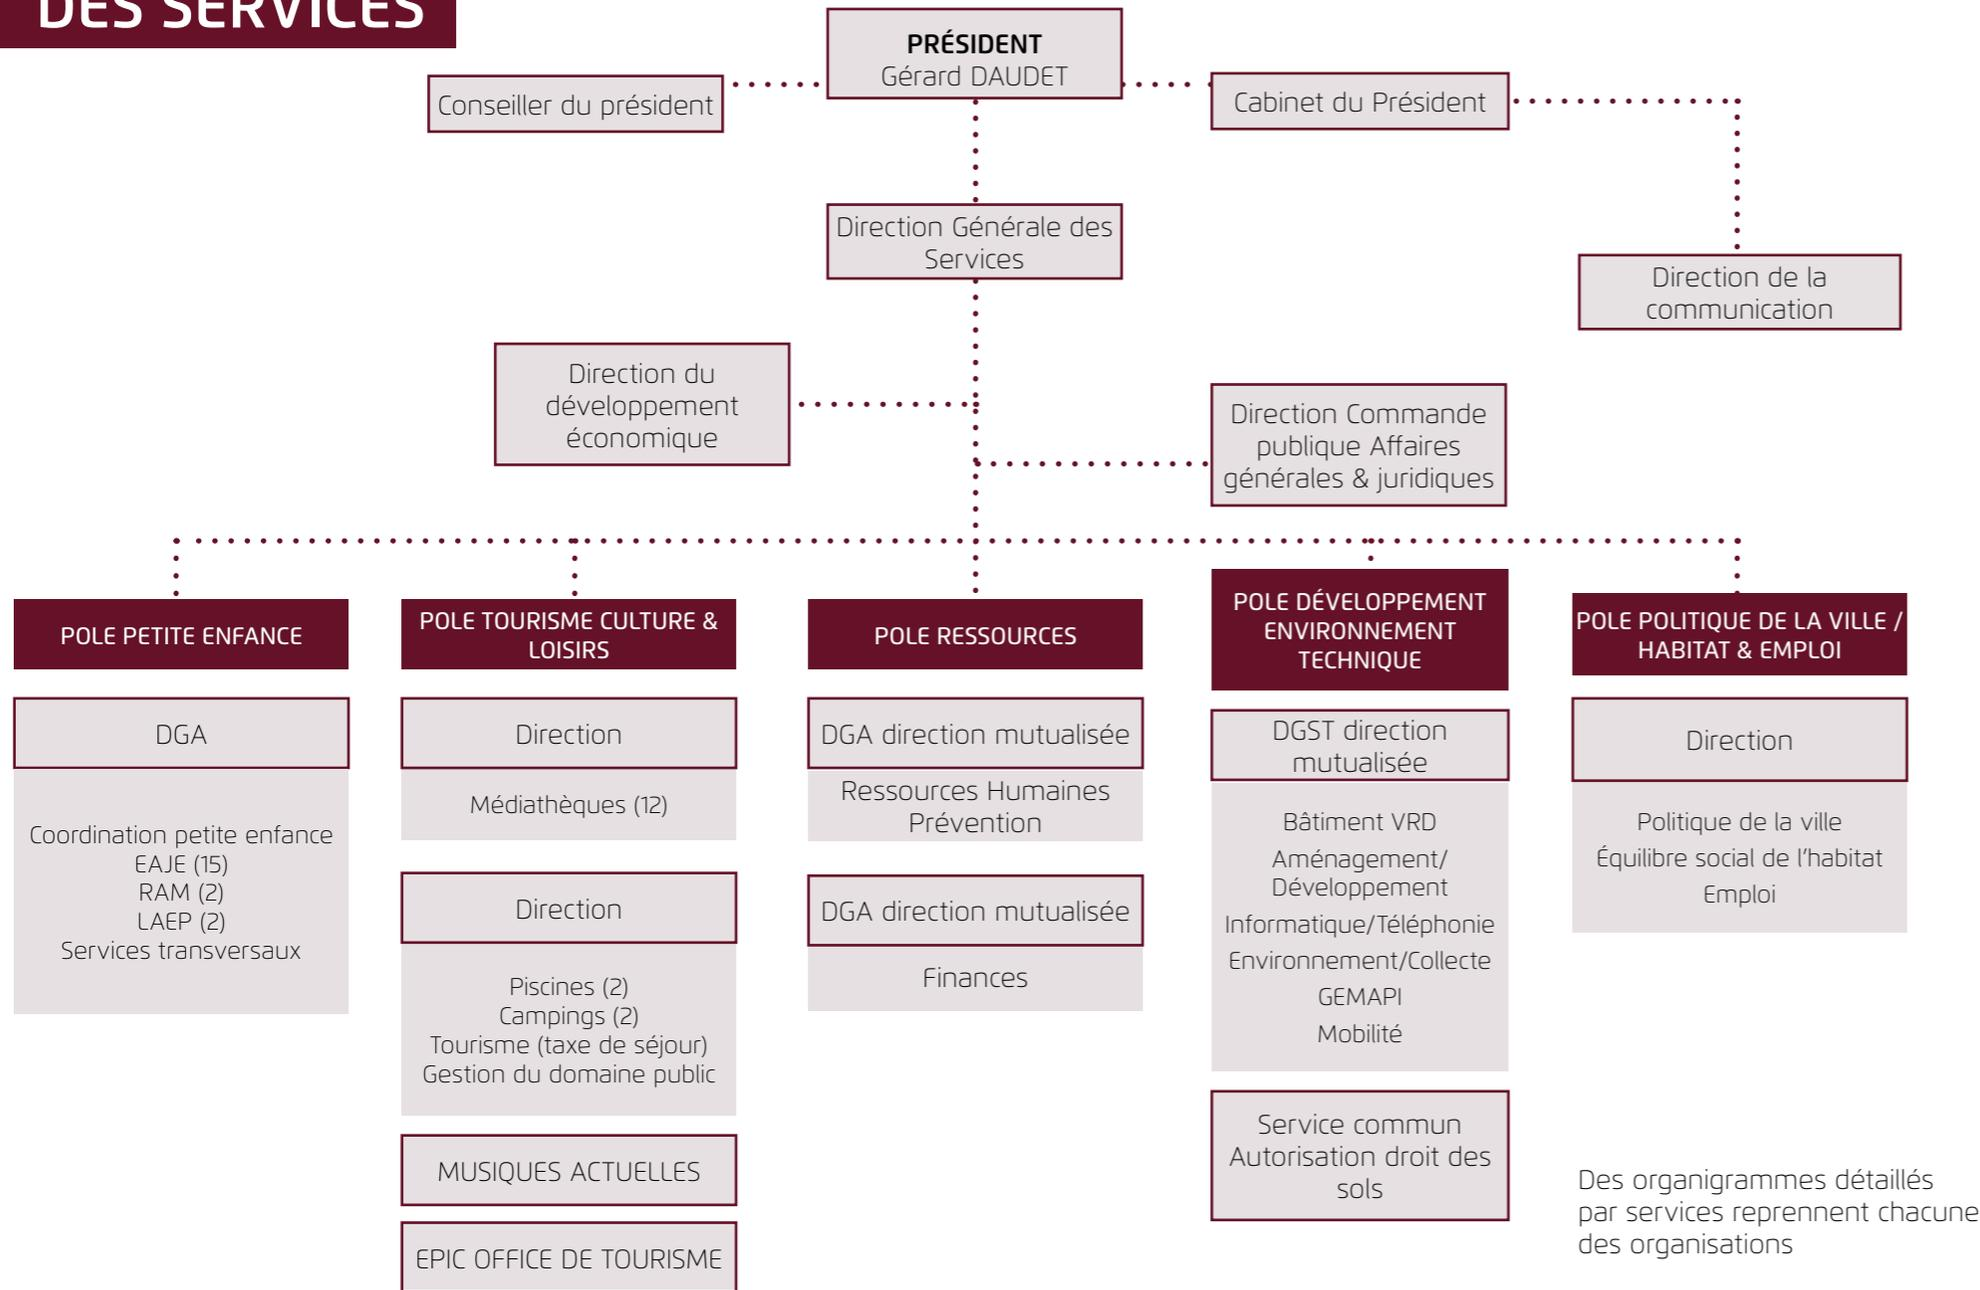 DES SERVICES
PRÉSIDENT
Gérard DAUDET
Conseiller du président
Cabinet du Président
Direction Générale des
Services
Direction de la
communication
Direction du
développement
économique
Direction Commande
publique Affaires
générales & juridiques
POLE PETITE ENFANCE
DGA
Coordination petite enfance
EAJE (15)
RAM (2)
LAEP (2)
Services transversaux
POLE TOURISME CULTURE &
LOISIRS
Direction
Médiathèques (12)
Direction
Piscines (2)
Campings (2)
Tourisme (taxe de séjour)
Gestion du domaine public
MUSIQUES ACTUELLES
EPIC OFFICE DE TOURISME
POLE RESSOURCES
DGA direction mutualisée
Ressources Humaines
Prévention
DGA direction mutualisée
Finances
POLE DÉVELOPPEMENT
ENVIRONNEMENT
TECHNIQUE
DGST direction
mutualisée
Bâtiment VRD
Aménagement/
Développement
Informatique/Téléphonie
Environnement/Collecte
GEMAPI
Mobilité
Service commun
Autorisation droit des
sols
POLE POLITIQUE DE LA VILLE /
HABITAT & EMPLOI
Direction
Politique de la ville
Équilibre social de l'habitat
Emploi
Des organigrammes détaillés
par services reprennent chacune
des organisations